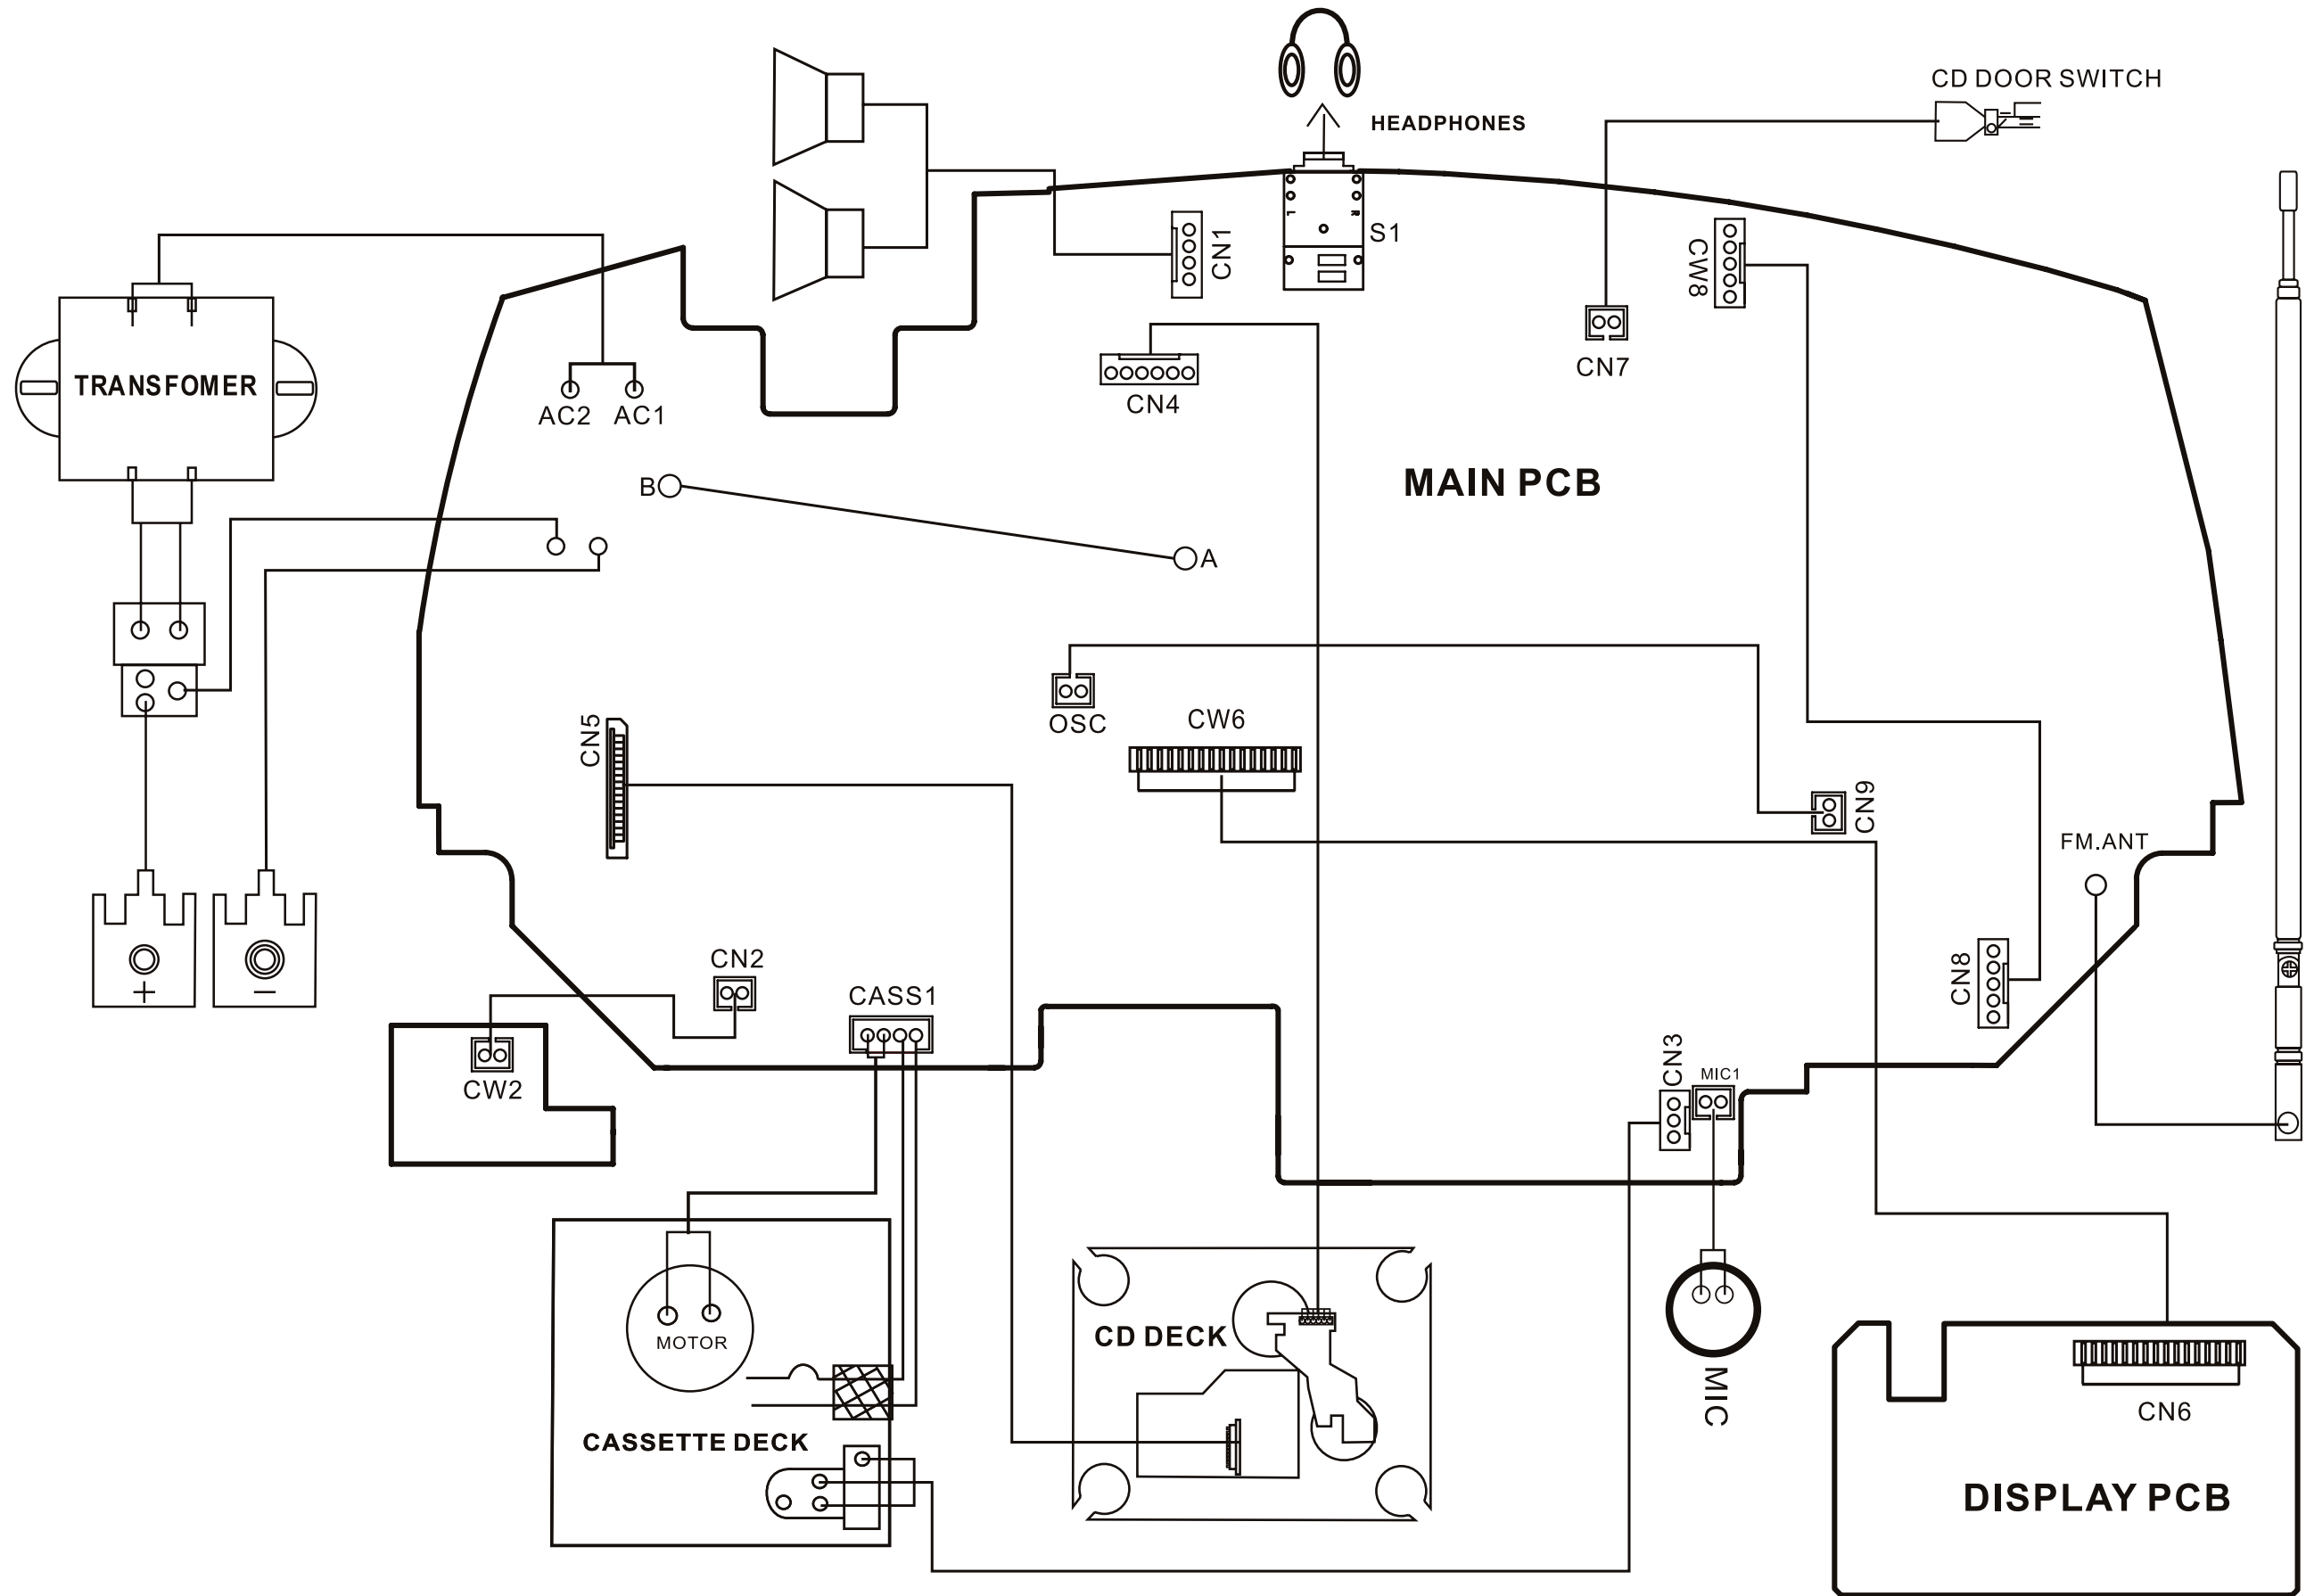 CD DOOR SWITCH
HEADPHONES
L
R
S1
CN1
CW8
CN7
TRANSFOMER
AC2
AC1
CN4
B
MAIN PCB
A
OSC
CW6
CN5
CN9
FM.ANT
CN2
CASS1
CN8
+
−
CW2
CN3
MIC1
MOTOR
CD DECK
MIC
CN6
CASSETTE DECK
DISPLAY PCB